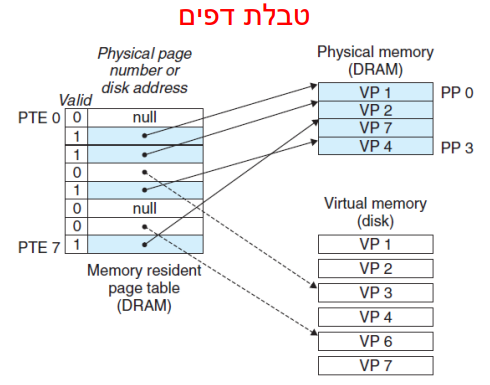 טבלת דפים
Physical page
number or
disk address
Valid
PTE 0 0 null
1
1
0
1
0 null
0
PTE 7 1
Memory resident
page table
(DRAM)
Physical memory
(DRAM)
VP 1 PP 0
VP 2
VP 7
VP 4 PP 3
Virtual memory
(disk)
VP 1
VP 2
VP 3
VP 4
VP 6
VP 7